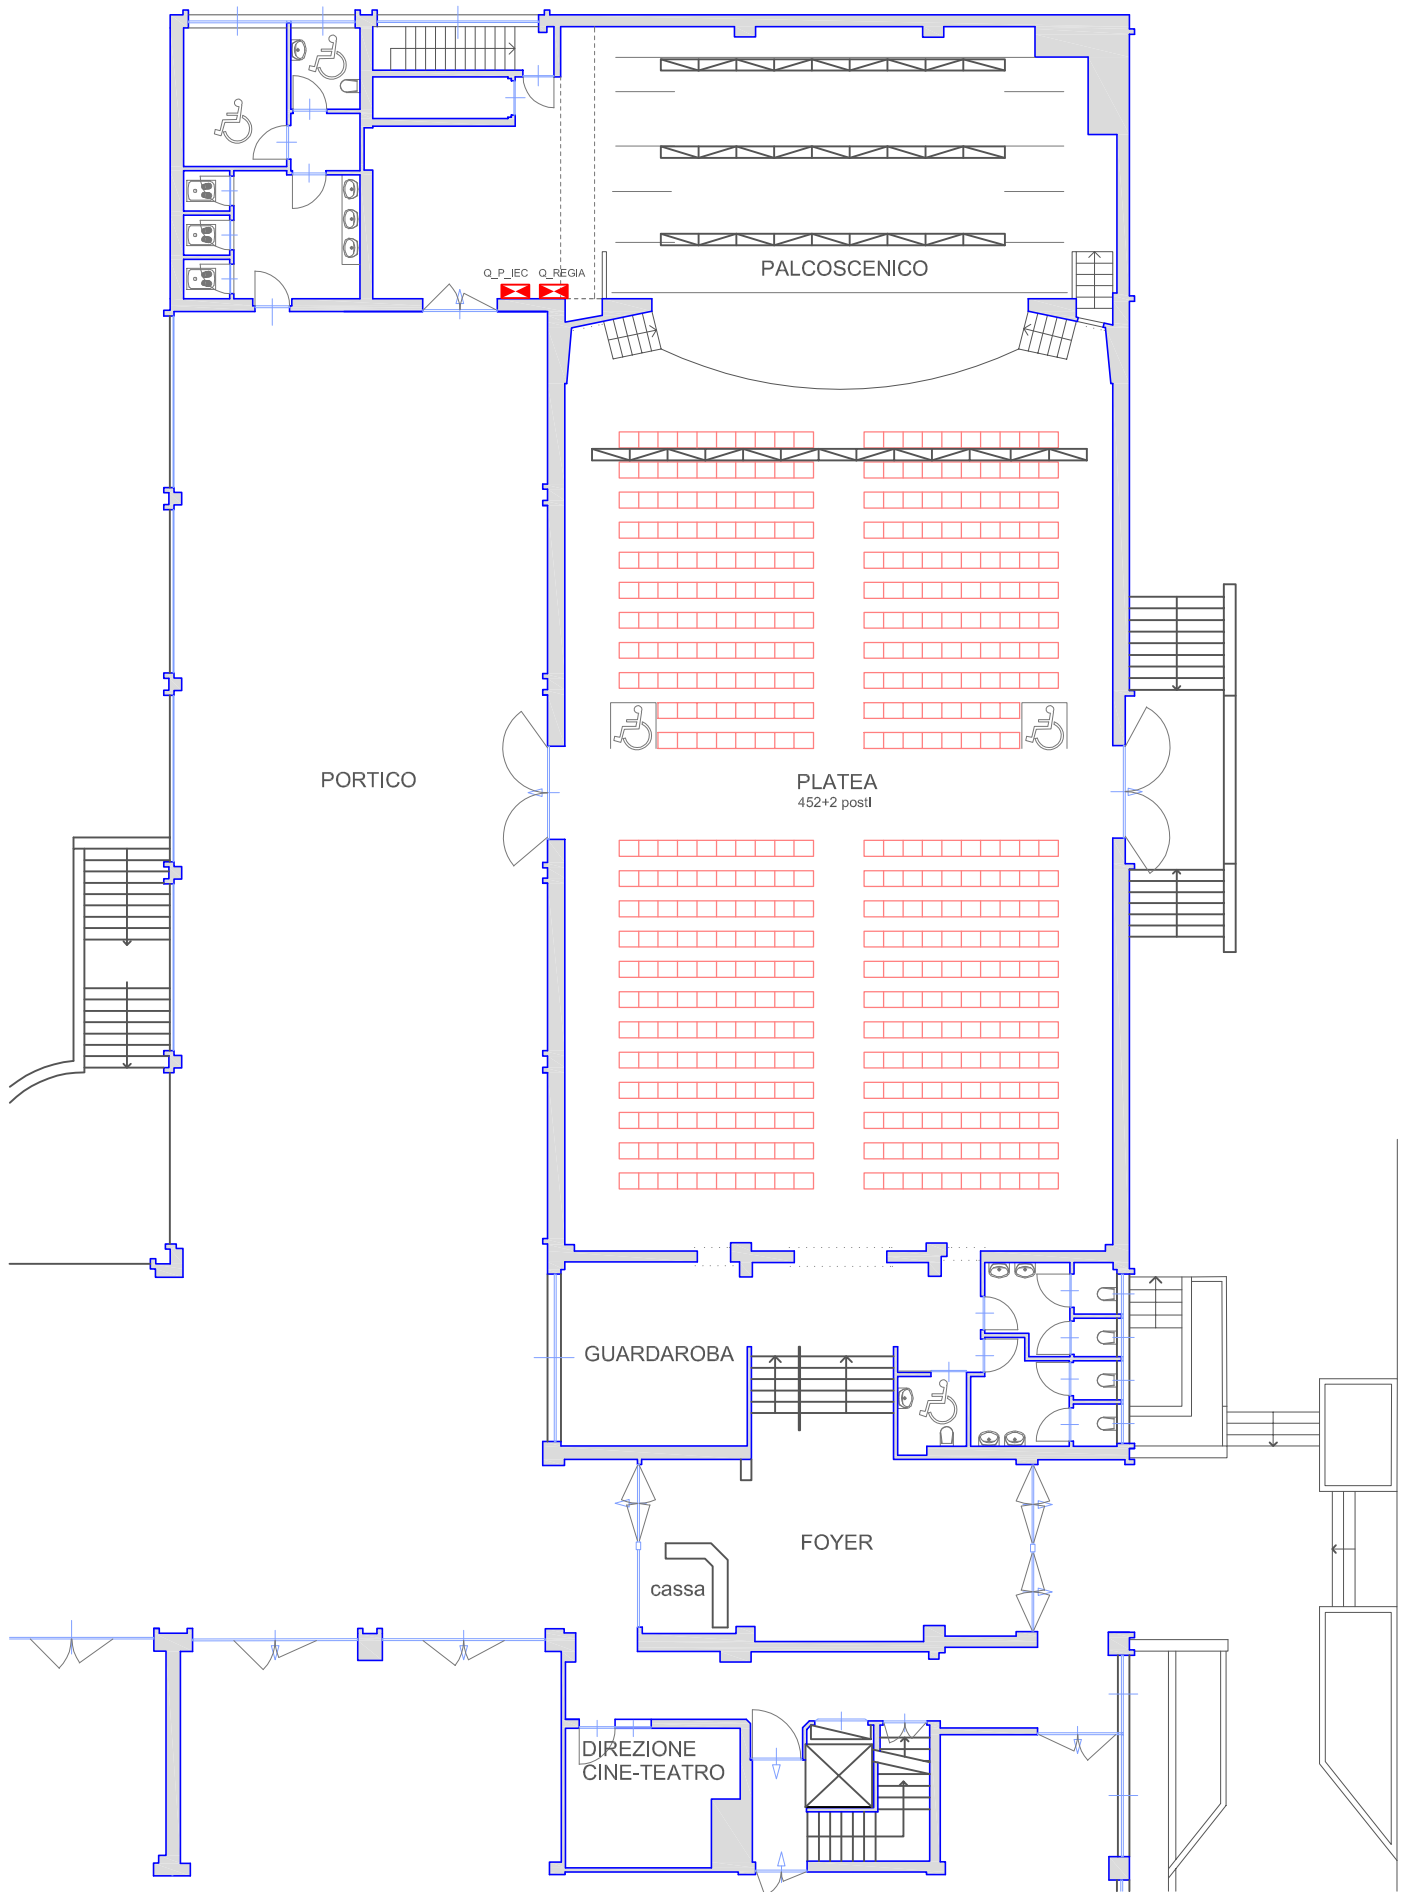 Q_P_IEC Q_REGIA
PALCOSCENICO
PORTICO
PLATEA
452+2 posti
GUARDAROBA
FOYER
cassa
DIREZIONE
CINE-TEATRO